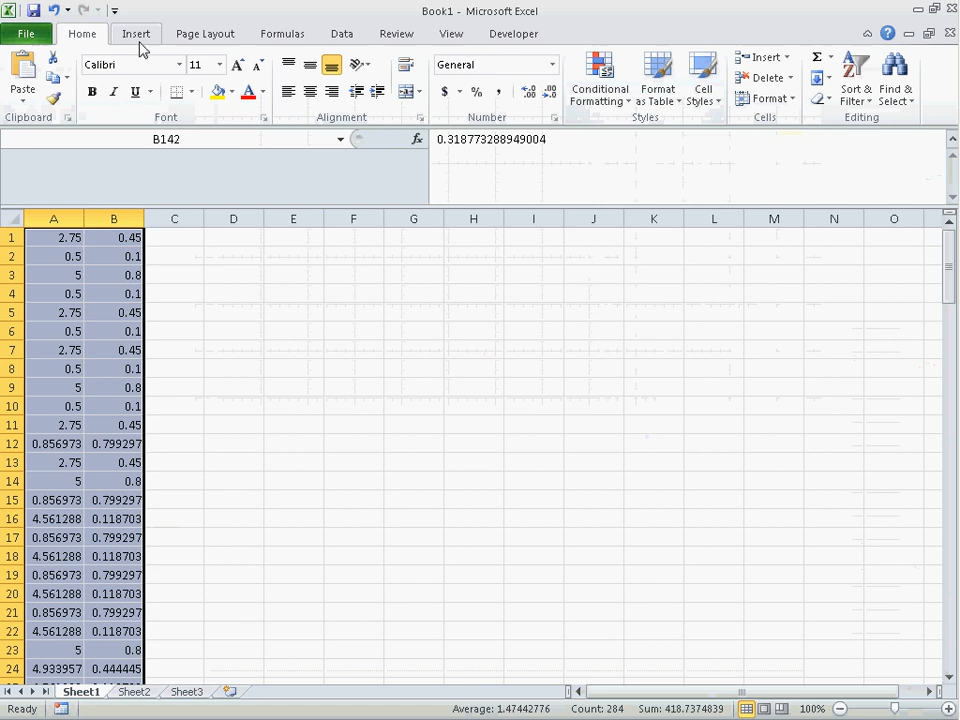 Book1 - Microsoft Excel
File Home Insert Page Layout Formulas Data Review View Developer
Calibri 11 General Insert Σ
Paste Conditional Formatting Format as Table Cell Styles Delete Sort & Filter Find & Select
B I U A $ % , Format
Clipboard Font Alignment Number Styles Cells Editing
B142 fx 0.318773288949004
A B C D E F G H I J K L M N O
1 2.75 0.45
2 0.5 0.1
3 5 0.8
4 0.5 0.1
5 2.75 0.45
6 0.5 0.1
7 2.75 0.45
8 0.5 0.1
9 5 0.8
10 0.5 0.1
11 2.75 0.45
12 0.856973 0.799297
13 2.75 0.45
14 5 0.8
15 0.856973 0.799297
16 4.561288 0.118703
17 0.856973 0.799297
18 4.561288 0.118703
19 0.856973 0.799297
20 4.561288 0.118703
21 0.856973 0.799297
22 4.561288 0.118703
23 5 0.8
24 4.933957 0.444445
Sheet1 Sheet2 Sheet3
Ready Average: 1.47442776 Count: 284 Sum: 418.7374839 100%